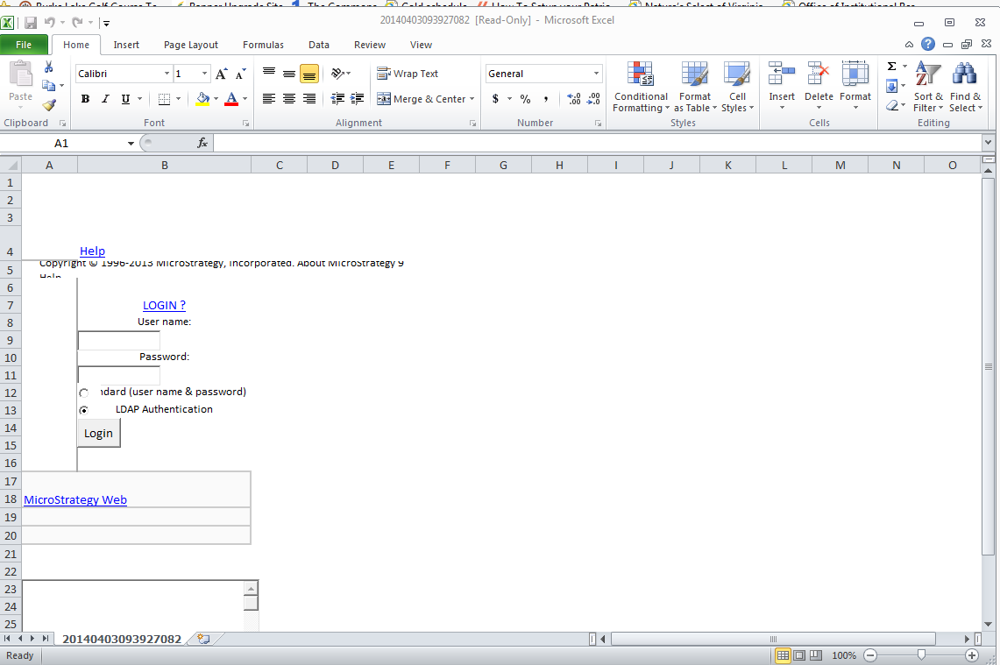 20140403093927082 [Read-Only] - Microsoft Excel
File Home Insert Page Layout Formulas Data Review View
Calibri 1 A A Wrap Text General Σ
Paste B I U A Merge & Center $ % , .00 .00 Conditional Formatting Format as Table Cell Styles Insert Delete Format Sort & Filter Find & Select
Clipboard Font Alignment Number Styles Cells Editing
A1 fx
A B C D E F G H I J K L M N O
1
2
3
4 Help
5 Copyright © 1996-2013 MicroStrategy, Incorporated. About MicroStrategy 9
Help
6
7 LOGIN ?
8 User name:
9
10 Password:
11
12 ndard (user name & password)
13 LDAP Authentication
14 Login
15
16
17
18 MicroStrategy Web
19
20
21
22
23
24
25
20140403093927082
Ready 100%